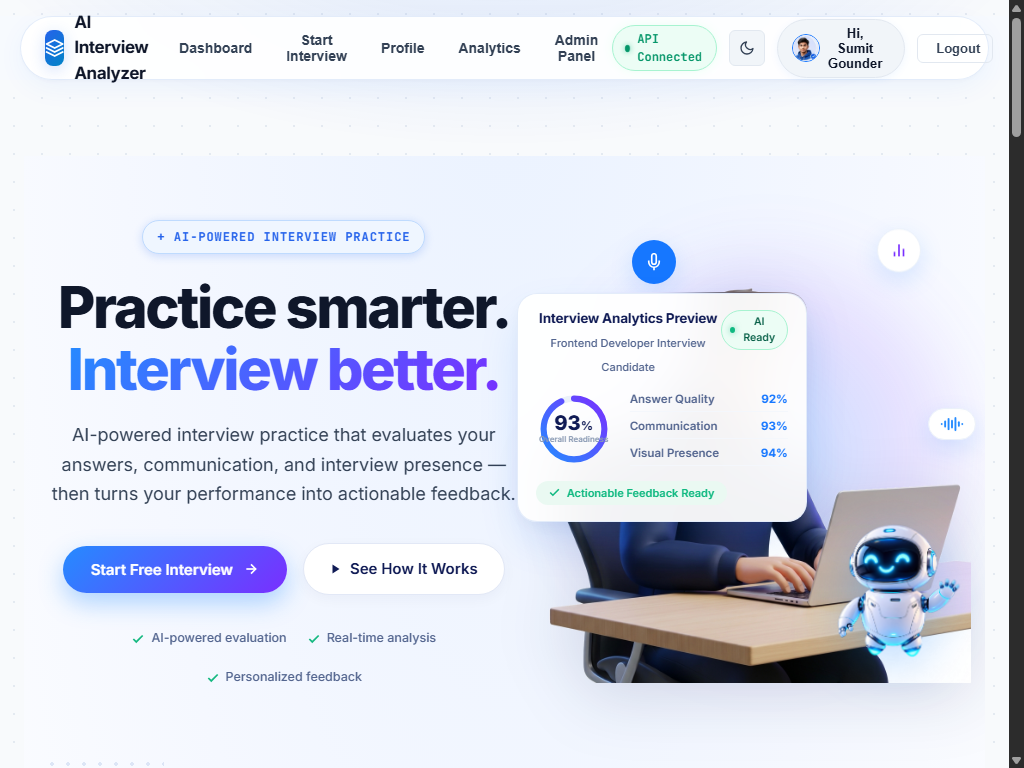 AI
Interview
Analyzer
Dashboard
Start
Interview
Profile
Analytics
Admin
Panel
API
Connected
Hi,
Sumit
Gounder
Logout
+ AI-POWERED INTERVIEW PRACTICE
Practice smarter.
Interview better.
AI-powered interview practice that evaluates your
answers, communication, and interview presence —
then turns your performance into actionable feedback.
Start Free Interview →
See How It Works
AI-powered evaluation
Real-time analysis
Personalized feedback
Interview Analytics Preview
AI
Ready
Frontend Developer Interview
Candidate
93%
Overall Readiness
Answer Quality 92%
Communication 93%
Visual Presence 94%
Actionable Feedback Ready